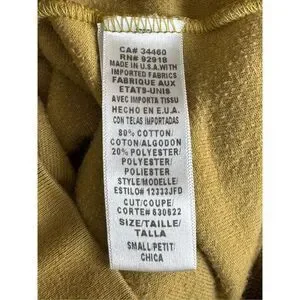 CA# 34460
RN# 92918
MADE IN U.S.A. WITH
IMPORTED FABRICS
FABRIQUE AUX
ETATS-UNIS
AVEC IMPORTA TISSU
HECHO EN E.U.A.
CON TELAS IMPORTADAS
80% COTTON/
COTON/ALGODON
20% POLYESTER/
POLYESTER/
POLIESTER
STYLE/MODELLE/
ESTILO# 12333JFD
CUT/COUPE/
CORTE# 630622
SIZE/TAILLE/
TALLA
SMALL/PETIT/
CHICA